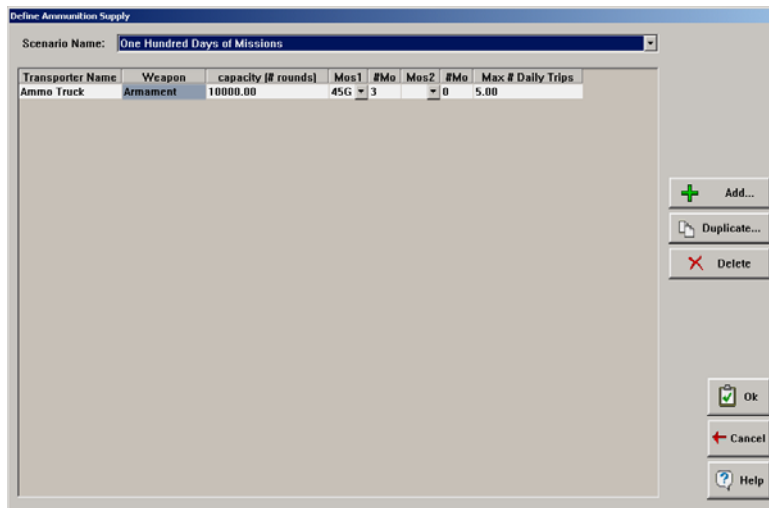 Define Ammunition Supply
Scenario Name: One Hundred Days of Missions
Transporter Name Weapon capacity (# rounds) Mos1 #Mo Mos2 #Mo Max # Daily Trips
Ammo Truck Armament 10000.00 45G 3 0 5.00
Add...
Duplicate...
Delete
Ok
Cancel
Help